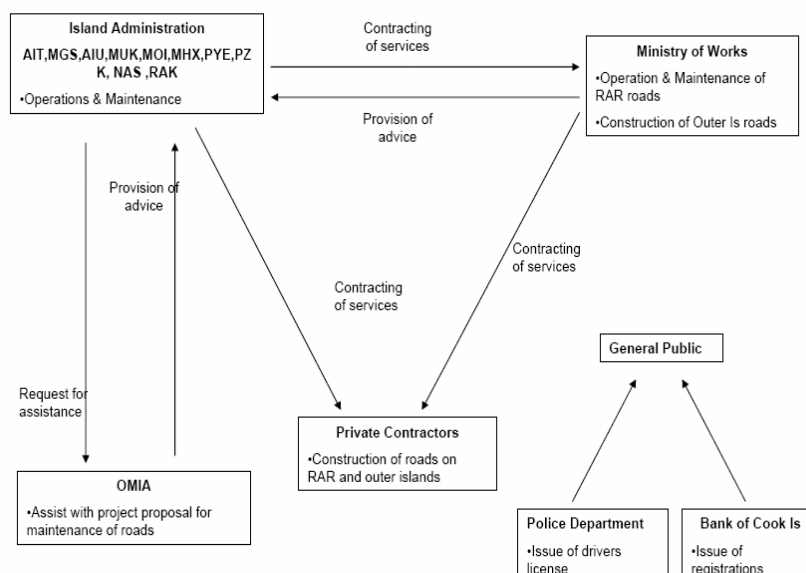 Island Administration
AIT,MGS,AIU,MUK,MOI,MHX,PYE,PZ
K, NAS ,RAK
•Operations & Maintenance
Contracting
of services
Ministry of Works
•Operation & Maintenance of
RAR roads
•Construction of Outer Is roads
Provision of
advice
Provision of
advice
Contracting
of services
Contracting
of services
General Public
Request for
assistance
Private Contractors
•Construction of roads on
RAR and outer islands
OMIA
•Assist with project proposal for
maintenance of roads
Police Department
•Issue of drivers
license
Bank of Cook Is
•Issue of
registrations